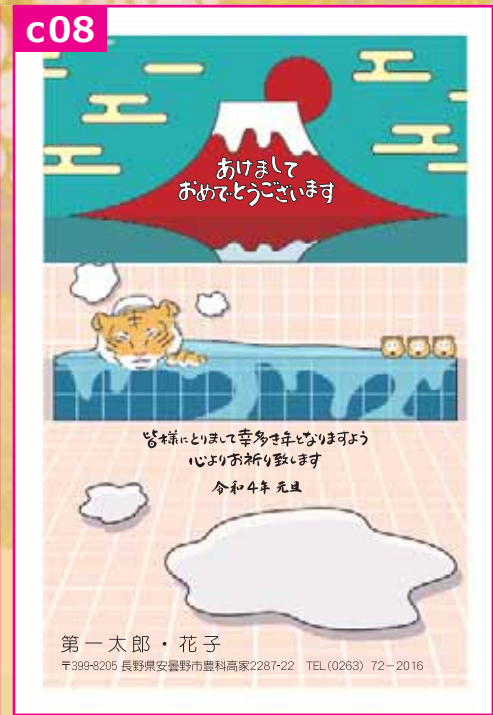 c08
あけまして
おめでとうございます
皆様にとりまして幸多き年となりますよう
心よりお祈り致します
令和4年 元旦
第一太郎・花子
〒399-8205 長野県安曇野市豊科高家2287-22 TEL(0263) 72-2016